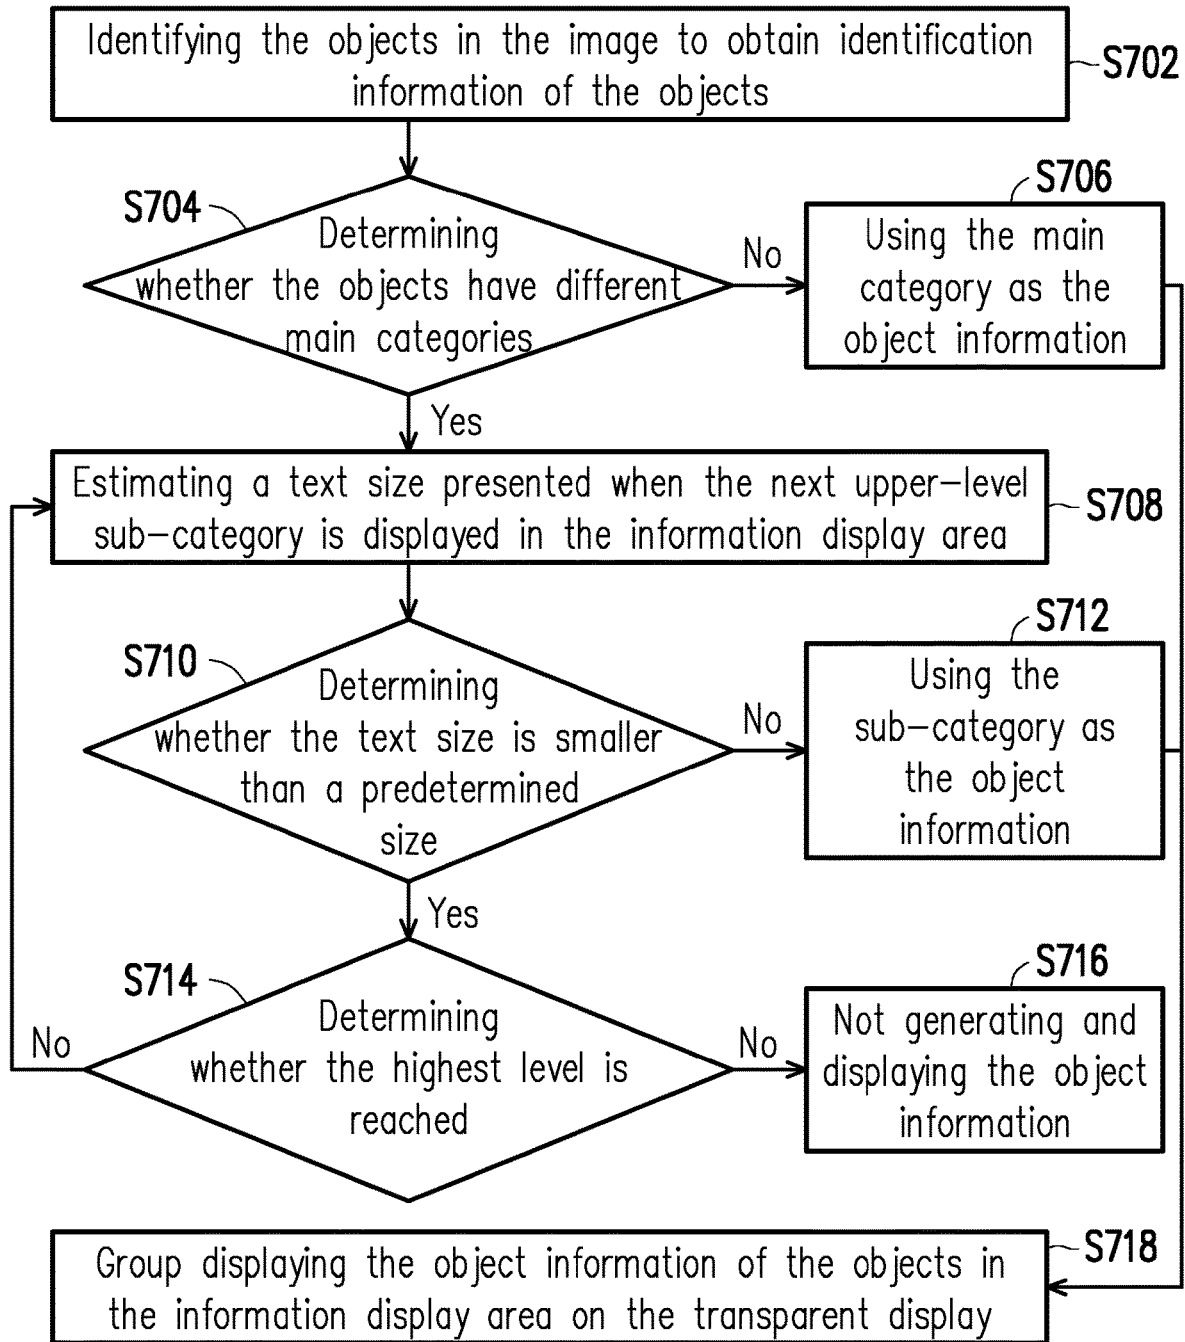 Identifying the objects in the image to obtain identification
information of the objects
S702
S704
Determining
whether the objects have different
main categories
No
S706
Using the main
category as the
object information
Yes
Estimating a text size presented when the next upper-level
sub-category is displayed in the information display area
S708
S710
Determining
whether the text size is smaller
than a predetermined
size
No
S712
Using the
sub-category as
the object
information
Yes
S714
Determining
whether the highest level is
reached
No
No
S716
Not generating and
displaying the object
information
S718
Group displaying the object information of the objects in
the information display area on the transparent display